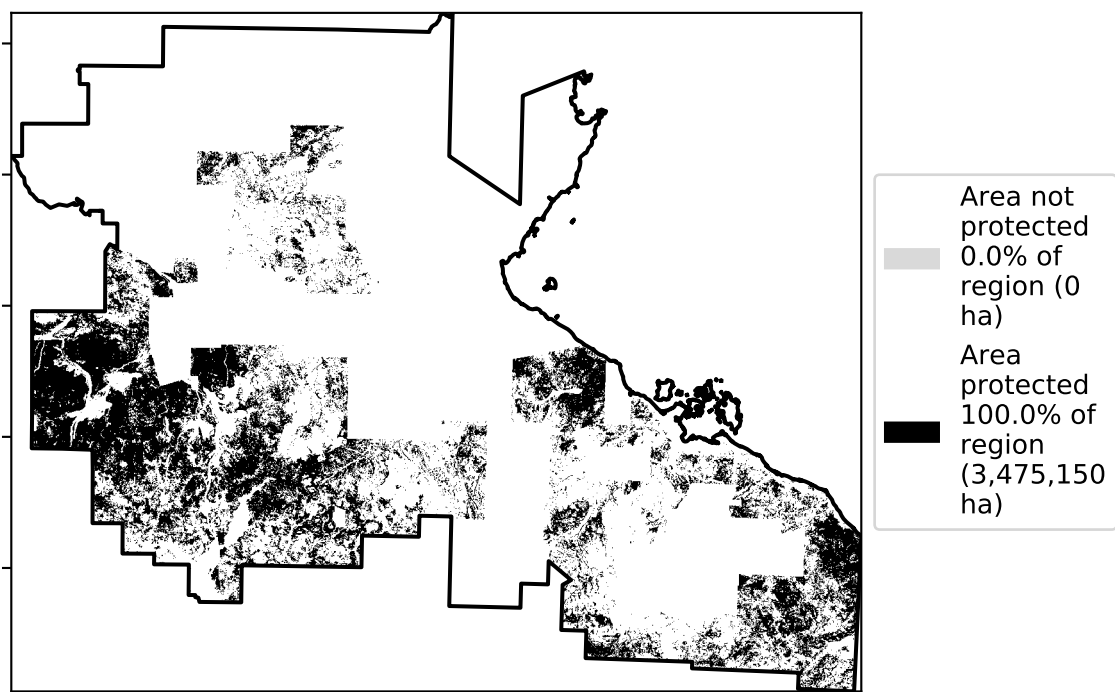 Area not
protected
0.0% of
region (0
ha)
Area
protected
100.0% of
region
(3,475,150
ha)